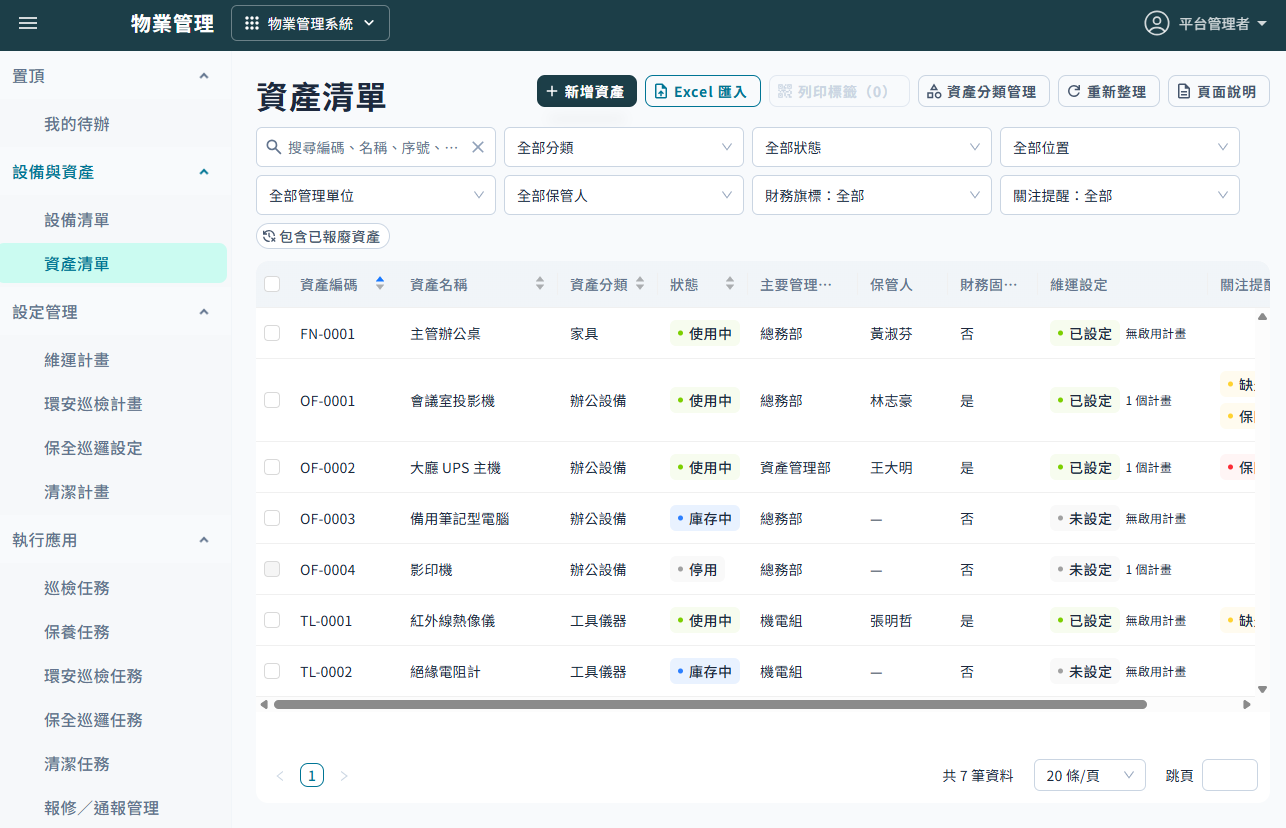 物業管理 物業管理系統 平台管理者
置頂
我的待辦
設備與資產
設備清單
資產清單
設定管理
維運計畫
環安巡檢計畫
保全巡邏設定
清潔計畫
執行應用
巡檢任務
保養任務
環安巡檢任務
保全巡邏任務
清潔任務
報修／通報管理
資產清單
新增資產 Excel 匯入 列印標籤（0） 資產分類管理 重新整理 頁面說明
搜尋編碼、名稱、序號、⋯ 全部分類 全部狀態 全部位置
全部管理單位 全部保管人 財務旗標：全部 關注提醒：全部
包含已報廢資產
資產編碼 資產名稱 資產分類 狀態 主要管理⋯ 保管人 財務固⋯ 維運設定 關注提醒
FN-0001 主管辦公桌 家具 使用中 總務部 黃淑芬 否 已設定 無啟用計畫
OF-0001 會議室投影機 辦公設備 使用中 總務部 林志豪 是 已設定 1 個計畫 缺
保
OF-0002 大廳 UPS 主機 辦公設備 使用中 資產管理部 王大明 是 已設定 1 個計畫 保
OF-0003 備用筆記型電腦 辦公設備 庫存中 總務部 — 否 未設定 無啟用計畫
OF-0004 影印機 辦公設備 停用 總務部 — 否 未設定 1 個計畫
TL-0001 紅外線熱像儀 工具儀器 使用中 機電組 張明哲 是 已設定 無啟用計畫 缺
TL-0002 絕緣電阻計 工具儀器 庫存中 機電組 — 否 未設定 無啟用計畫
< 1 > 共 7 筆資料 20 條/頁 跳頁